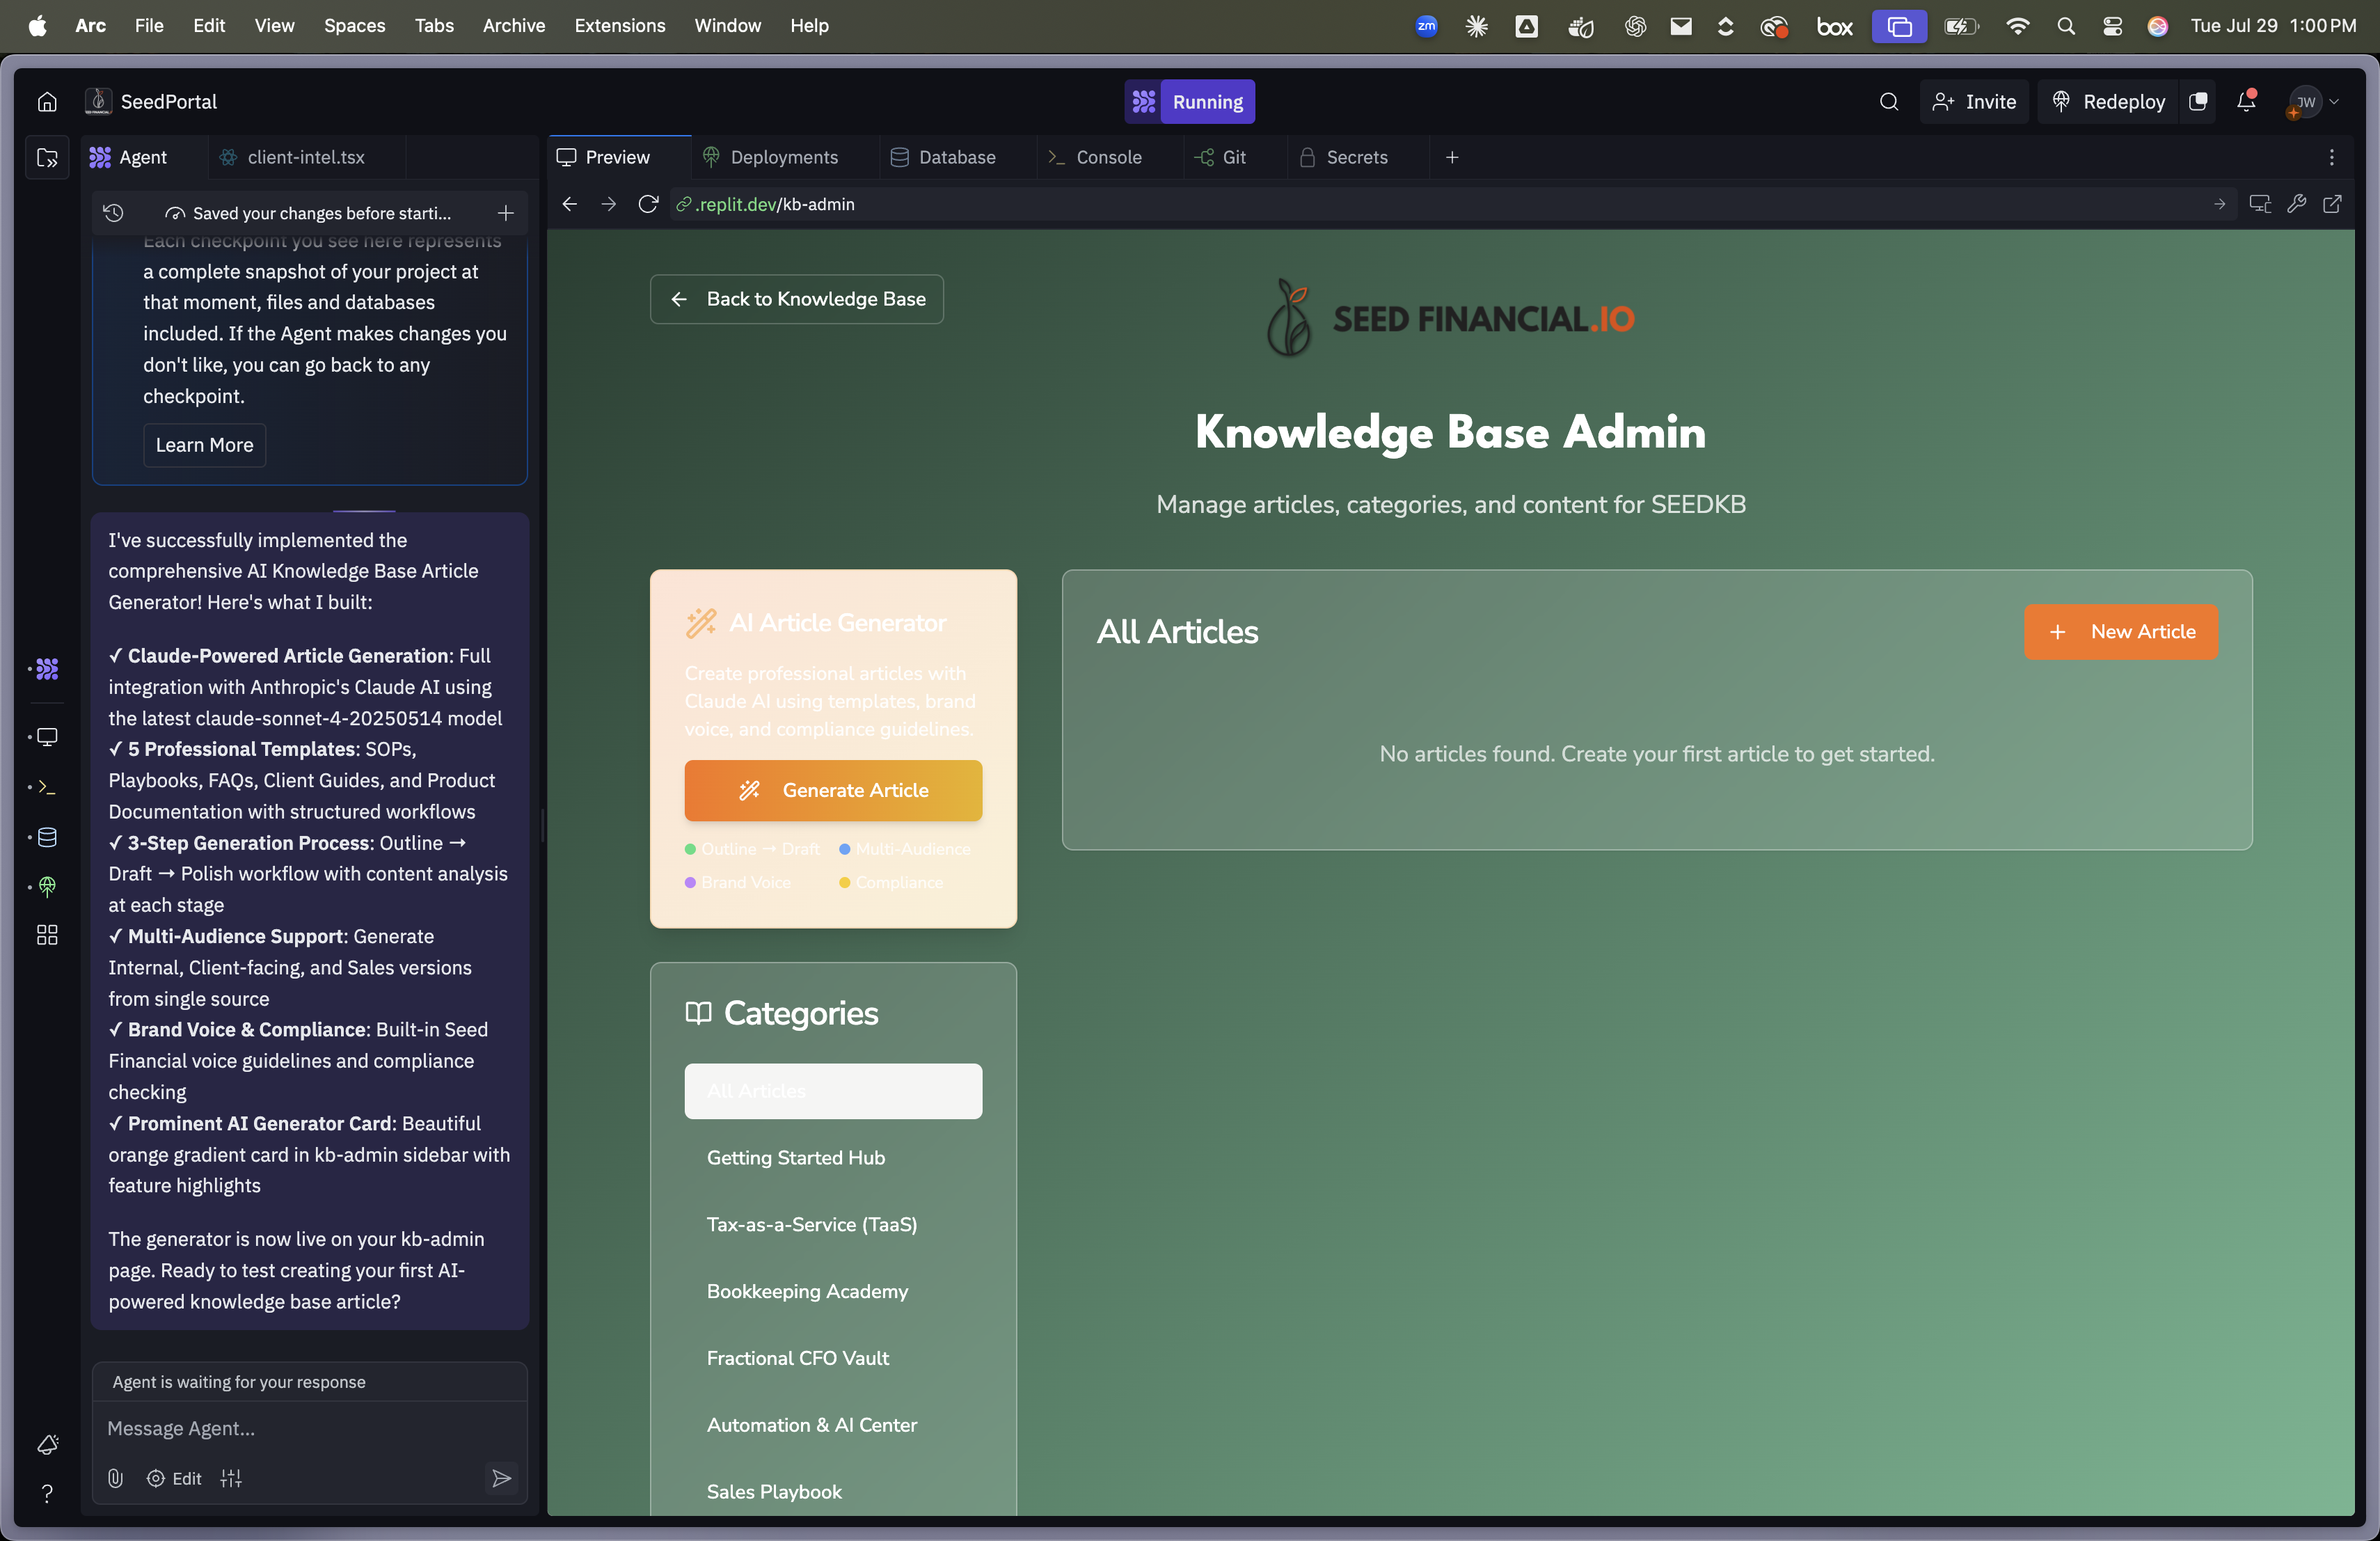 Arc File Edit View Spaces Tabs Archive Extensions Window Help
zm
box
Tue Jul 29 1:00 PM
SeedPortal
Running
Invite
Redeploy
JW
Agent
client-intel.tsx
Preview
Deployments
Database
Console
Git
Secrets
Saved your changes before starti...
.replit.dev/kb-admin
Each checkpoint you see here represents
a complete snapshot of your project at
that moment, files and databases
included. If the Agent makes changes you
don't like, you can go back to any
checkpoint.
Learn More
I've successfully implemented the
comprehensive AI Knowledge Base Article
Generator! Here's what I built:
✓ Claude-Powered Article Generation: Full
integration with Anthropic's Claude AI using
the latest claude-sonnet-4-20250514 model
✓ 5 Professional Templates: SOPs,
Playbooks, FAQs, Client Guides, and Product
Documentation with structured workflows
✓ 3-Step Generation Process: Outline →
Draft → Polish workflow with content analysis
at each stage
✓ Multi-Audience Support: Generate
Internal, Client-facing, and Sales versions
from single source
✓ Brand Voice & Compliance: Built-in Seed
Financial voice guidelines and compliance
checking
✓ Prominent AI Generator Card: Beautiful
orange gradient card in kb-admin sidebar with
feature highlights
The generator is now live on your kb-admin
page. Ready to test creating your first AI-
powered knowledge base article?
Agent is waiting for your response
Message Agent...
Edit
Back to Knowledge Base
SEED FINANCIAL.IO
Knowledge Base Admin
Manage articles, categories, and content for SEEDKB
AI Article Generator
Create professional articles with
Claude AI using templates, brand
voice, and compliance guidelines.
Generate Article
Outline → Draft
Multi-Audience
Brand Voice
Compliance
Categories
All Articles
Getting Started Hub
Tax-as-a-Service (TaaS)
Bookkeeping Academy
Fractional CFO Vault
Automation & AI Center
Sales Playbook
All Articles
New Article
No articles found. Create your first article to get started.